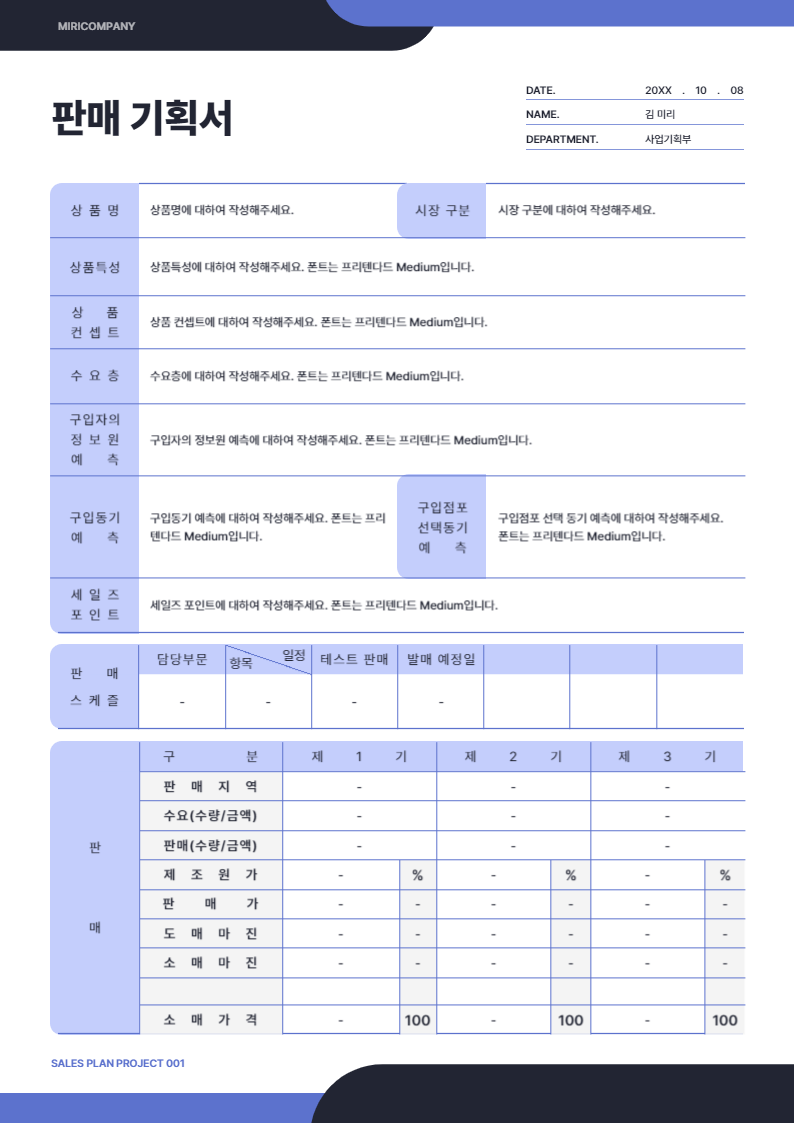 MIRICOMPANY
판매 기획서
DATE. 20XX . 10 . 08
NAME. 김 미리
DEPARTMENT. 사업기획부
상 품 명 상품명에 대하여 작성해주세요. 시장 구분 시장 구분에 대하여 작성해주세요.
상품특성 상품특성에 대하여 작성해주세요. 폰트는 프리텐다드 Medium입니다.
상 품
컨 셉 트
상품 컨셉트에 대하여 작성해주세요. 폰트는 프리텐다드 Medium입니다.
수 요 층 수요층에 대하여 작성해주세요. 폰트는 프리텐다드 Medium입니다.
구입자의
정 보 원
예 측
구입자의 정보원 예측에 대하여 작성해주세요. 폰트는 프리텐다드 Medium입니다.
구입동기
예 측
구입동기 예측에 대하여 작성해주세요. 폰트는 프리
텐다드 Medium입니다.
구입점포
선택동기
예 측
구입점포 선택 동기 예측에 대하여 작성해주세요.
폰트는 프리텐다드 Medium입니다.
세 일 즈
포 인 트
세일즈 포인트에 대하여 작성해주세요. 폰트는 프리텐다드 Medium입니다.
판 매
스 케 즐
담당부문 항목 일정 테스트 판매 발매 예정일
- - - -
판
매
구 분 제 1 기 제 2 기 제 3 기
판 매 지 역 - - -
수요(수량/금액) - - -
판매(수량/금액) - - -
제 조 원 가 - % - % - %
판 매 가 - - - - - -
도 매 마 진 - - - - - -
소 매 마 진 - - - - - -
소 매 가 격 - 100 - 100 - 100
SALES PLAN PROJECT 001